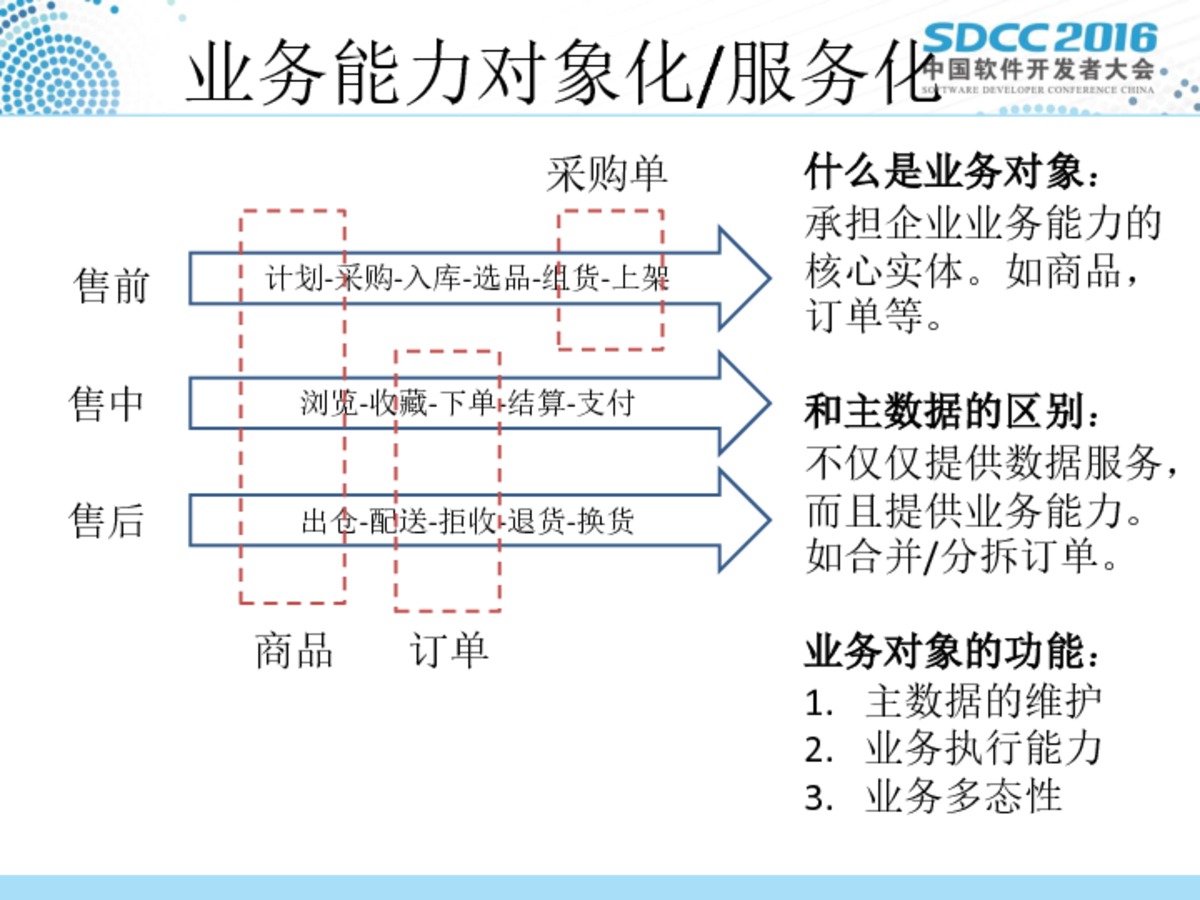 业务能力对象化/服务化
SDCC 2016
中国软件开发者大会
SOFTWARE DEVELOPER CONFERENCE CHINA
采购单
售前
计划-采购-入库-选品-组货-上架
售中
浏览-收藏-下单-结算-支付
售后
出仓-配送-拒收-退货-换货
商品
订单
什么是业务对象：
承担企业业务能力的
核心实体。如商品，
订单等。
和主数据的区别：
不仅仅提供数据服务，
而且提供业务能力。
如合并/分拆订单。
业务对象的功能：
1. 主数据的维护
2. 业务执行能力
3. 业务多态性